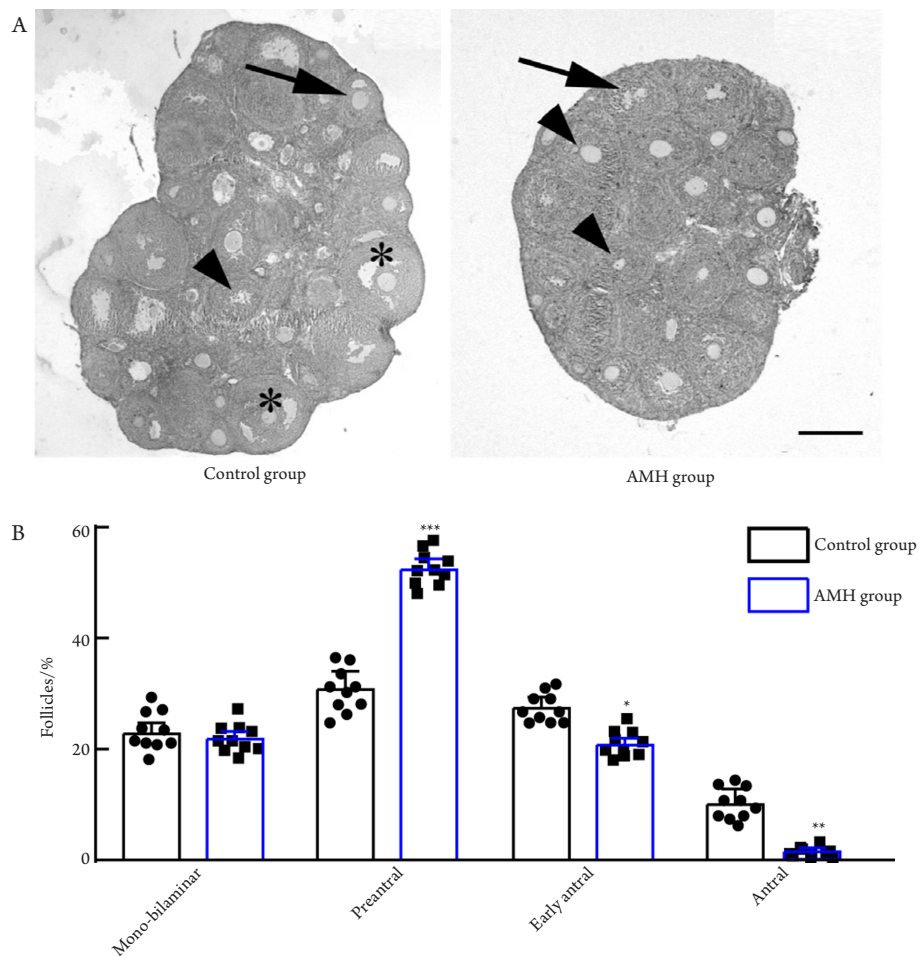 A
Control group
AMH group
B
Follicles/%
60
40
20
0
***
*
**
Control group
AMH group
Mono-bilaminar
Preantral
Early antral
Antral